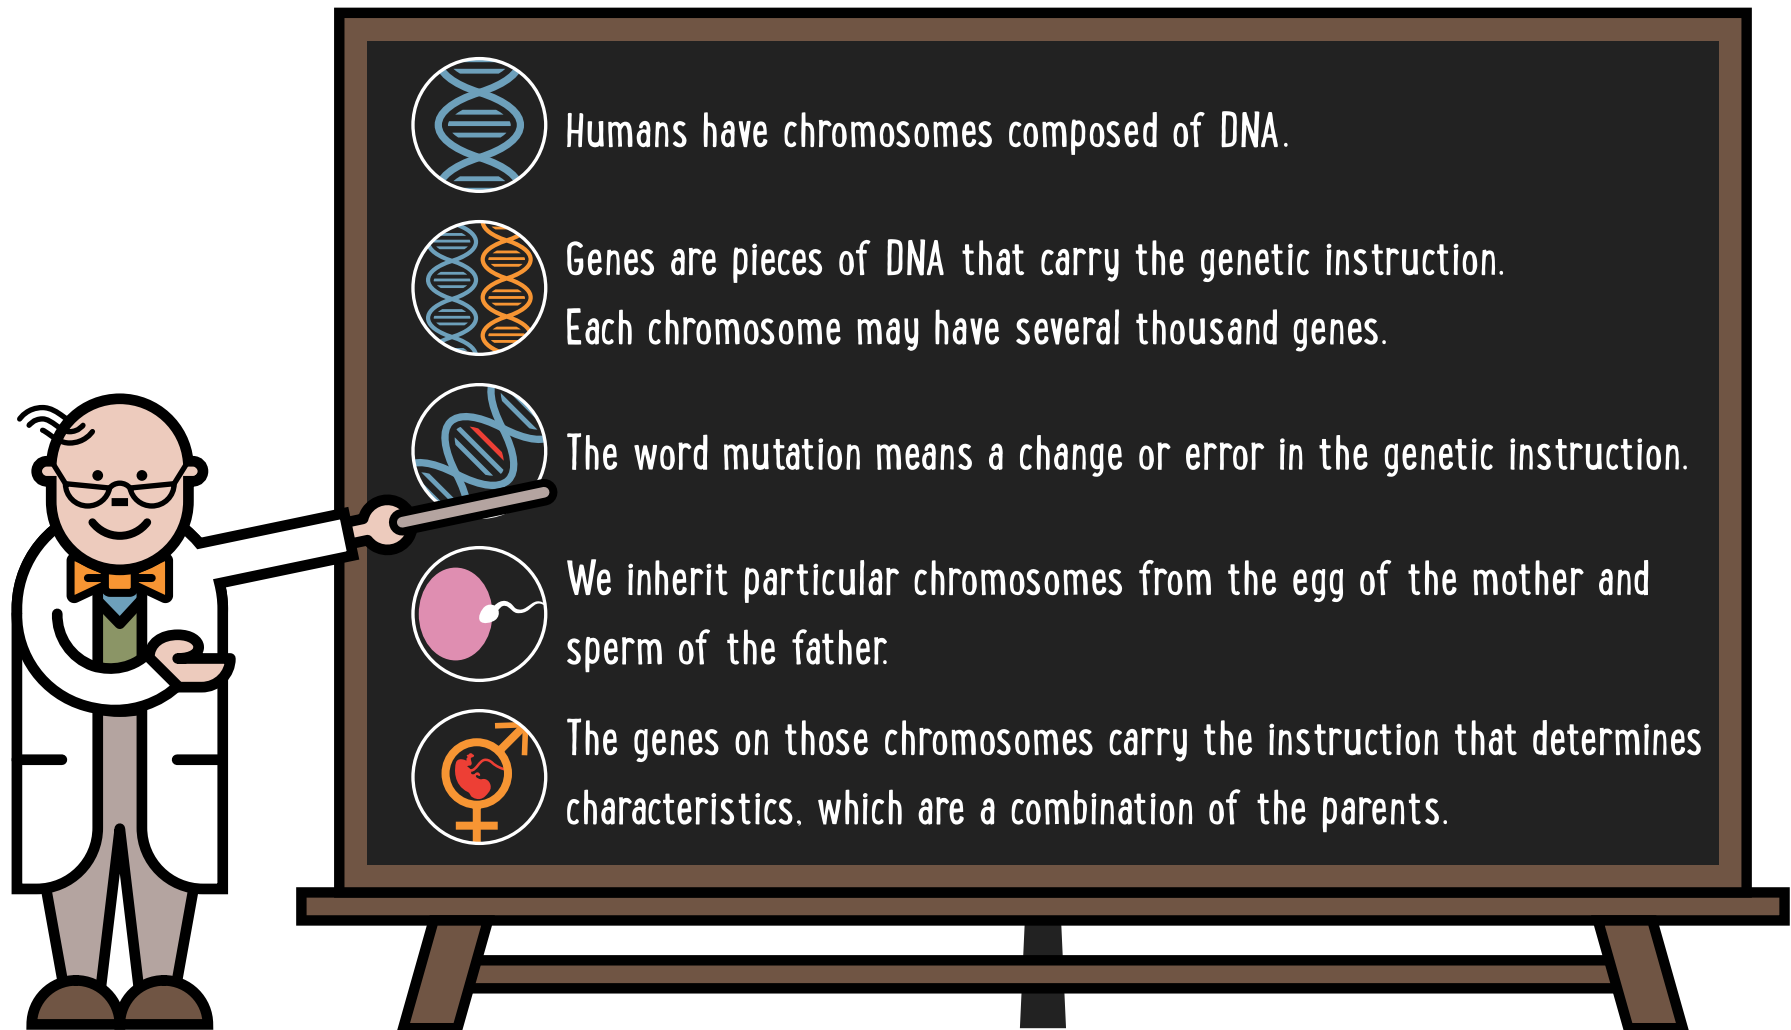 Humans have chromosomes composed of DNA.
Genes are pieces of DNA that carry the genetic instruction.
Each chromosome may have several thousand genes.
The word mutation means a change or error in the genetic instruction.
We inherit particular chromosomes from the egg of the mother and
sperm of the father.
The genes on those chromosomes carry the instruction that determines
characteristics, which are a combination of the parents.